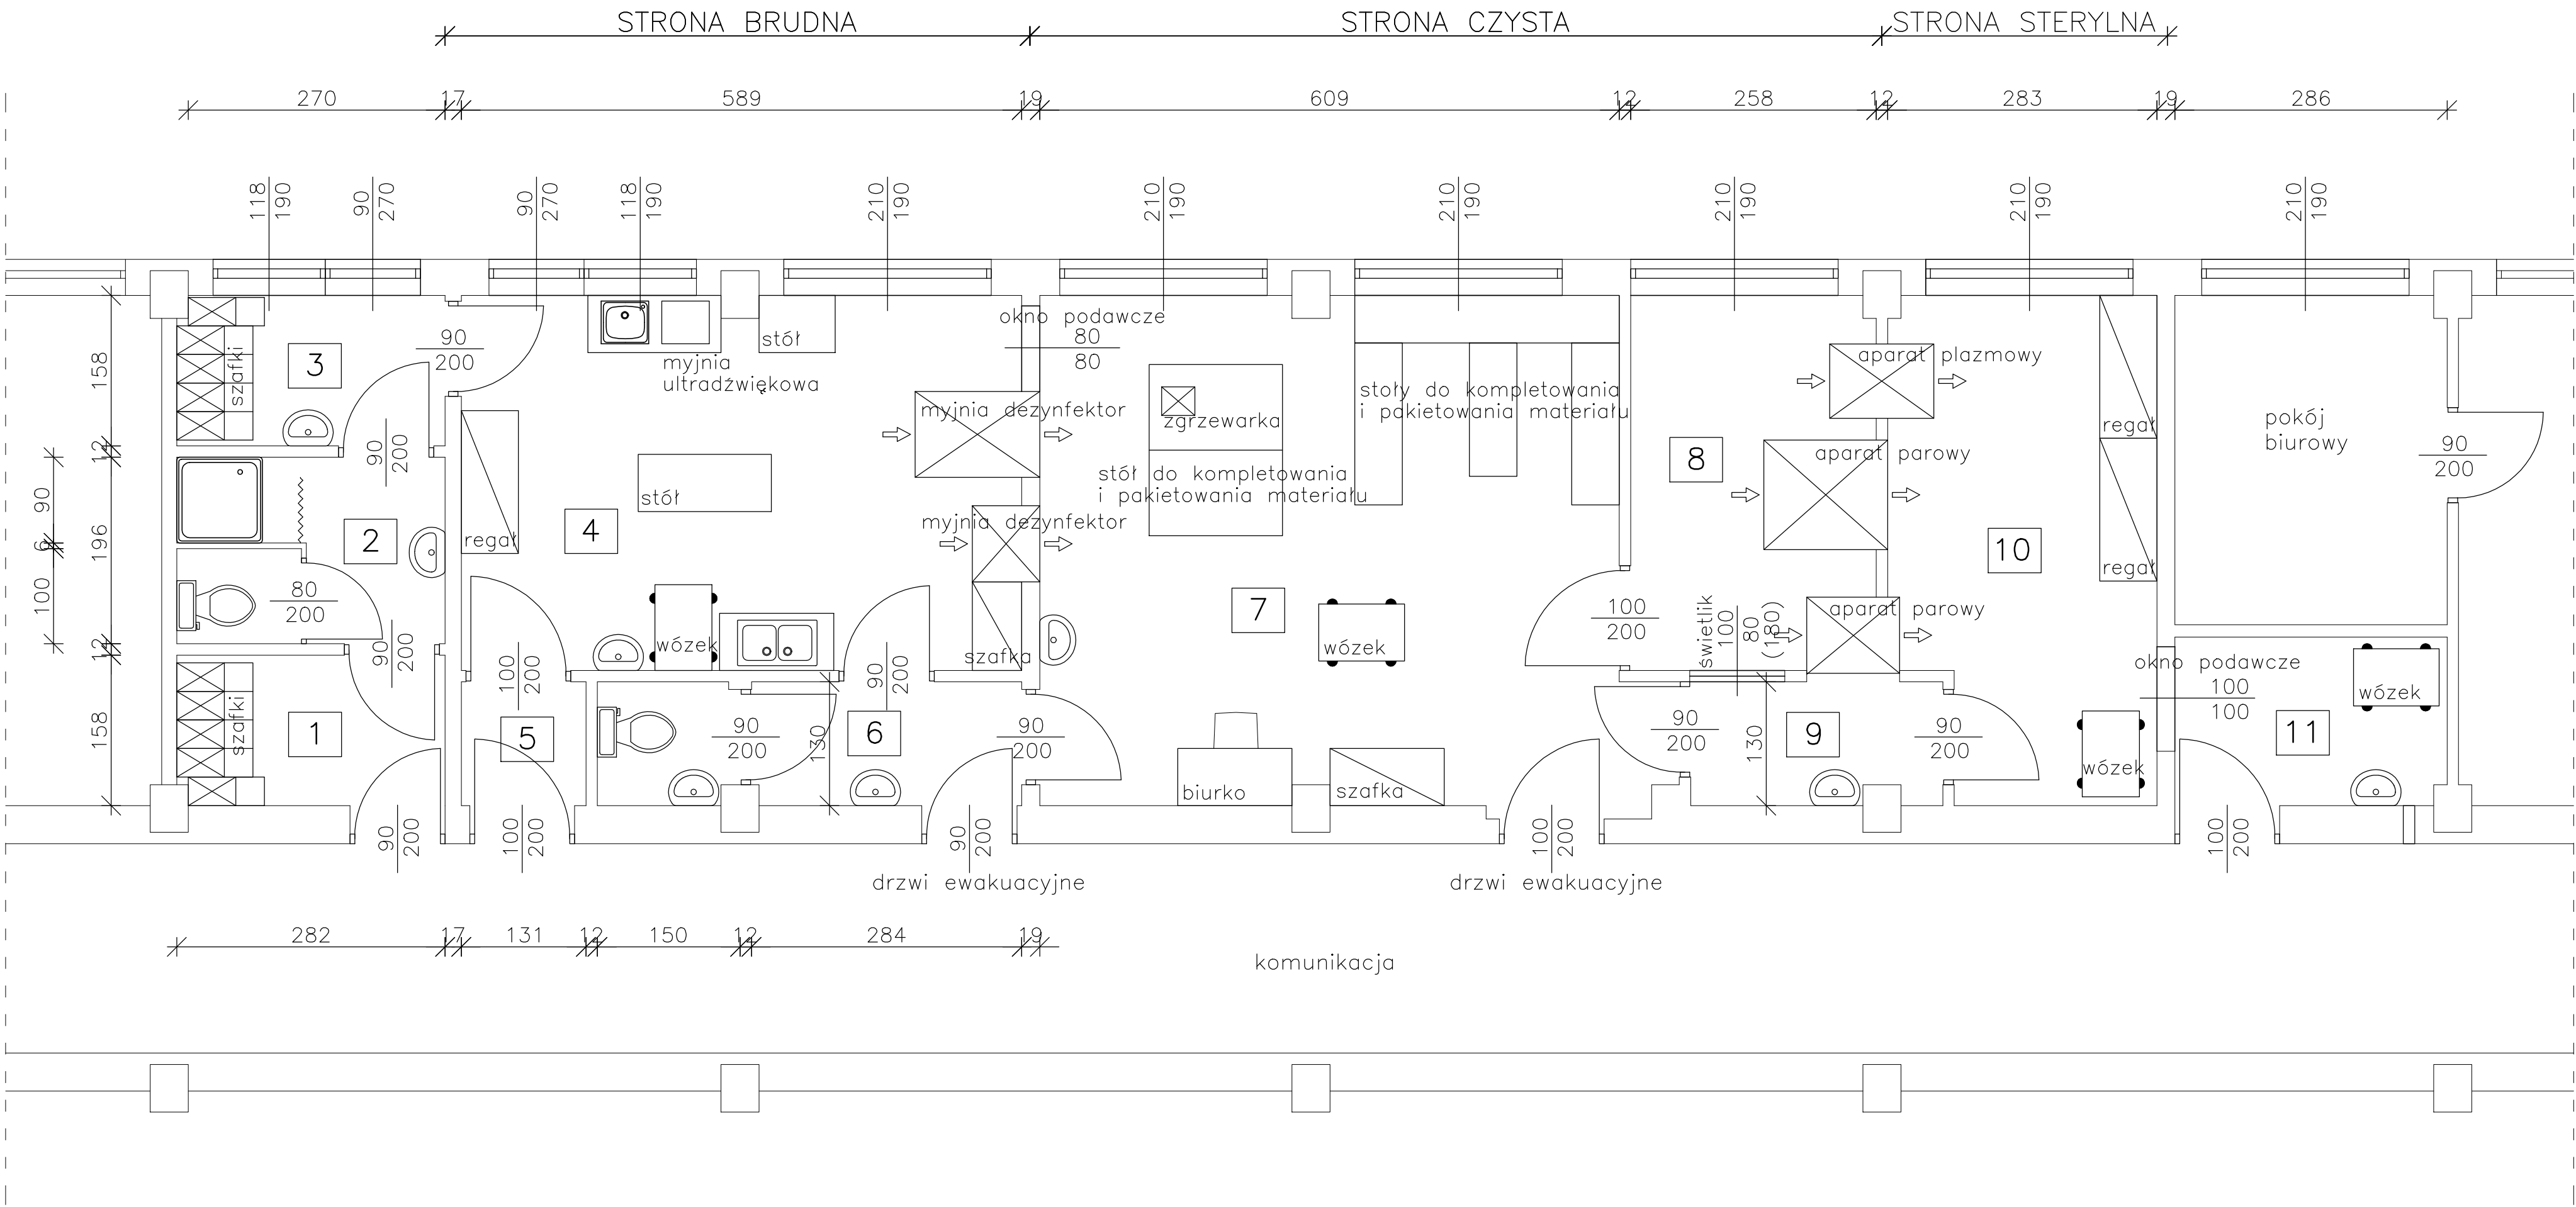 STRONA BRUDNA
STRONA CZYSTA
STRONA STERYLNA
270
17
589
19
609
12
258
12
283
19
286
118
190
90
270
90
270
118
190
210
190
210
190
210
190
210
190
210
190
210
190
158
12
90
6
196
100
12
158
szafki
3
90
200
90
200
myjnia
ultradźwiękowa
stół
okno podawcze
80
80
myjnia dezynfektor
zgrzewarka
stoły do kompletowania
i pakietowania materiału
stół do kompletowania
i pakietowania materiału
aparat plazmowy
8
aparat parowy
regał
pokój
biurowy
90
200
2
4
regał
stół
myjnia dezynfektor
10
regał
80
200
90
200
100
200
wózek
90
200
szafka
7
wózek
100
200
świetlik
100
80
(180)
aparat parowy
okno podawcze
100
100
wózek
szafki
1
5
90
200
130
6
90
200
90
200
130
9
90
200
wózek
11
biurko
szafka
90
200
100
200
90
200
100
200
100
200
drzwi ewakuacyjne
drzwi ewakuacyjne
282
17
131
12
150
12
284
19
komunikacja